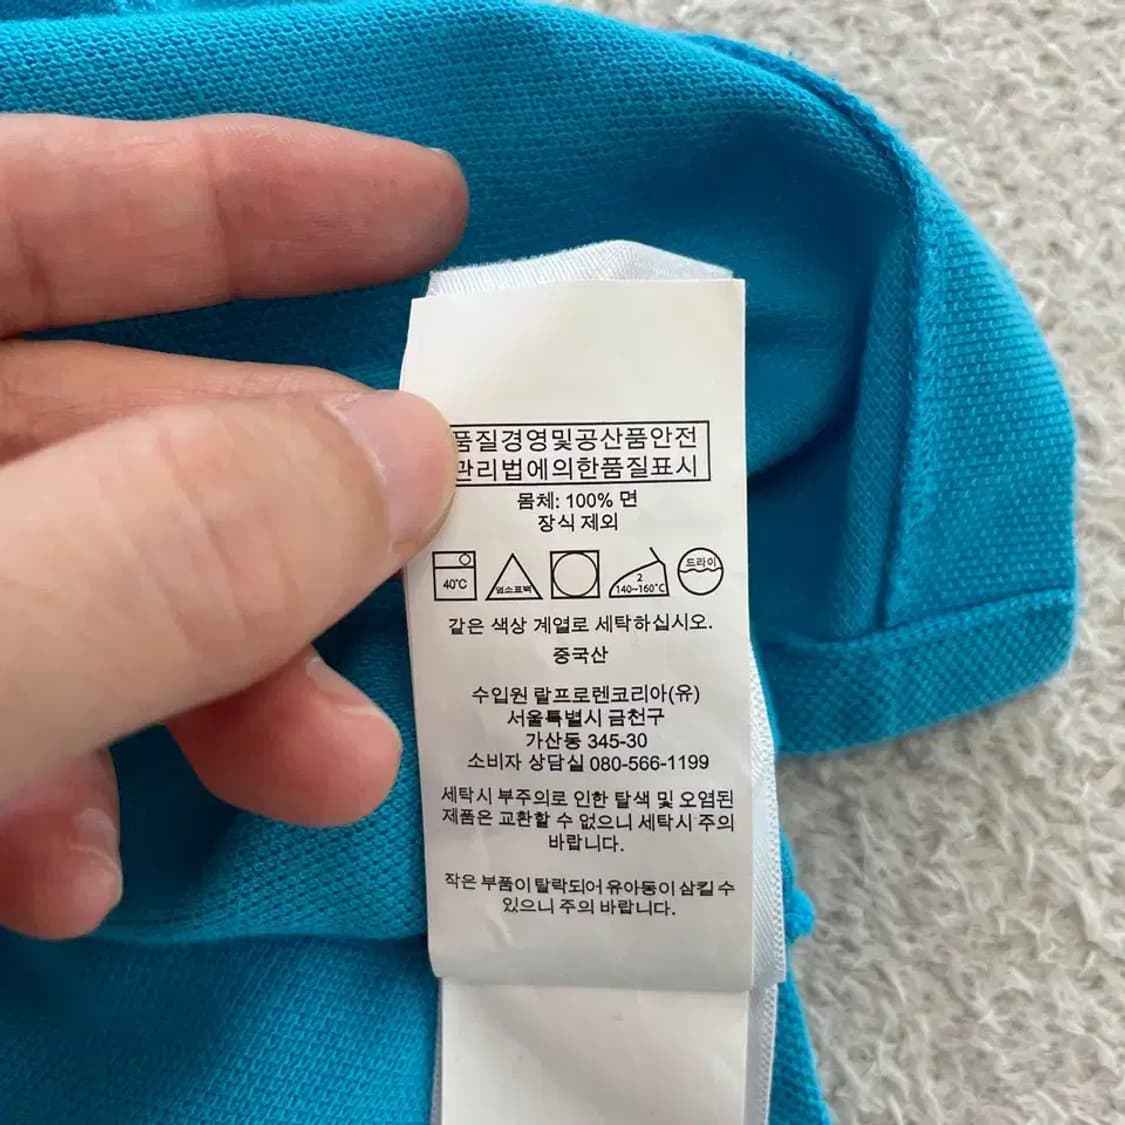 품질경영및공산품안전
관리법에의한품질표시
몸체: 100% 면
장식 제외
40℃
염소표백
2
140~160℃
드라이
같은 색상 계열로 세탁하십시오.
중국산
수입원 랄프로렌코리아(유)
서울특별시 금천구
가산동 345-30
소비자 상담실 080-566-1199
세탁시 부주의로 인한 탈색 및 오염된
제품은 교환할 수 없으니 세탁시 주의
바랍니다.
작은 부품이 탈락되어 유아동이 삼킬 수
있으니 주의 바랍니다.